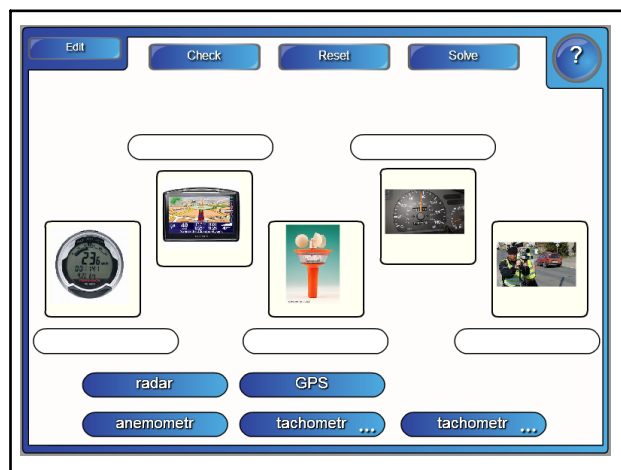 Edit
Check
Reset
Solve
?
radar
GPS
anemometr
tachometr ...
tachometr ...